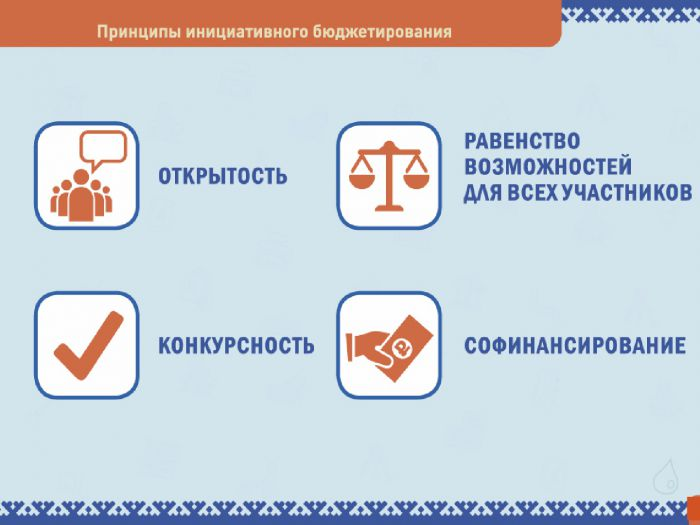 Принципы инициативного бюджетирования
ОТКРЫТОСТЬ
РАВЕНСТВО
ВОЗМОЖНОСТЕЙ
ДЛЯ ВСЕХ УЧАСТНИКОВ
КОНКУРСНОСТЬ
СОФИНАНСИРОВАНИЕ